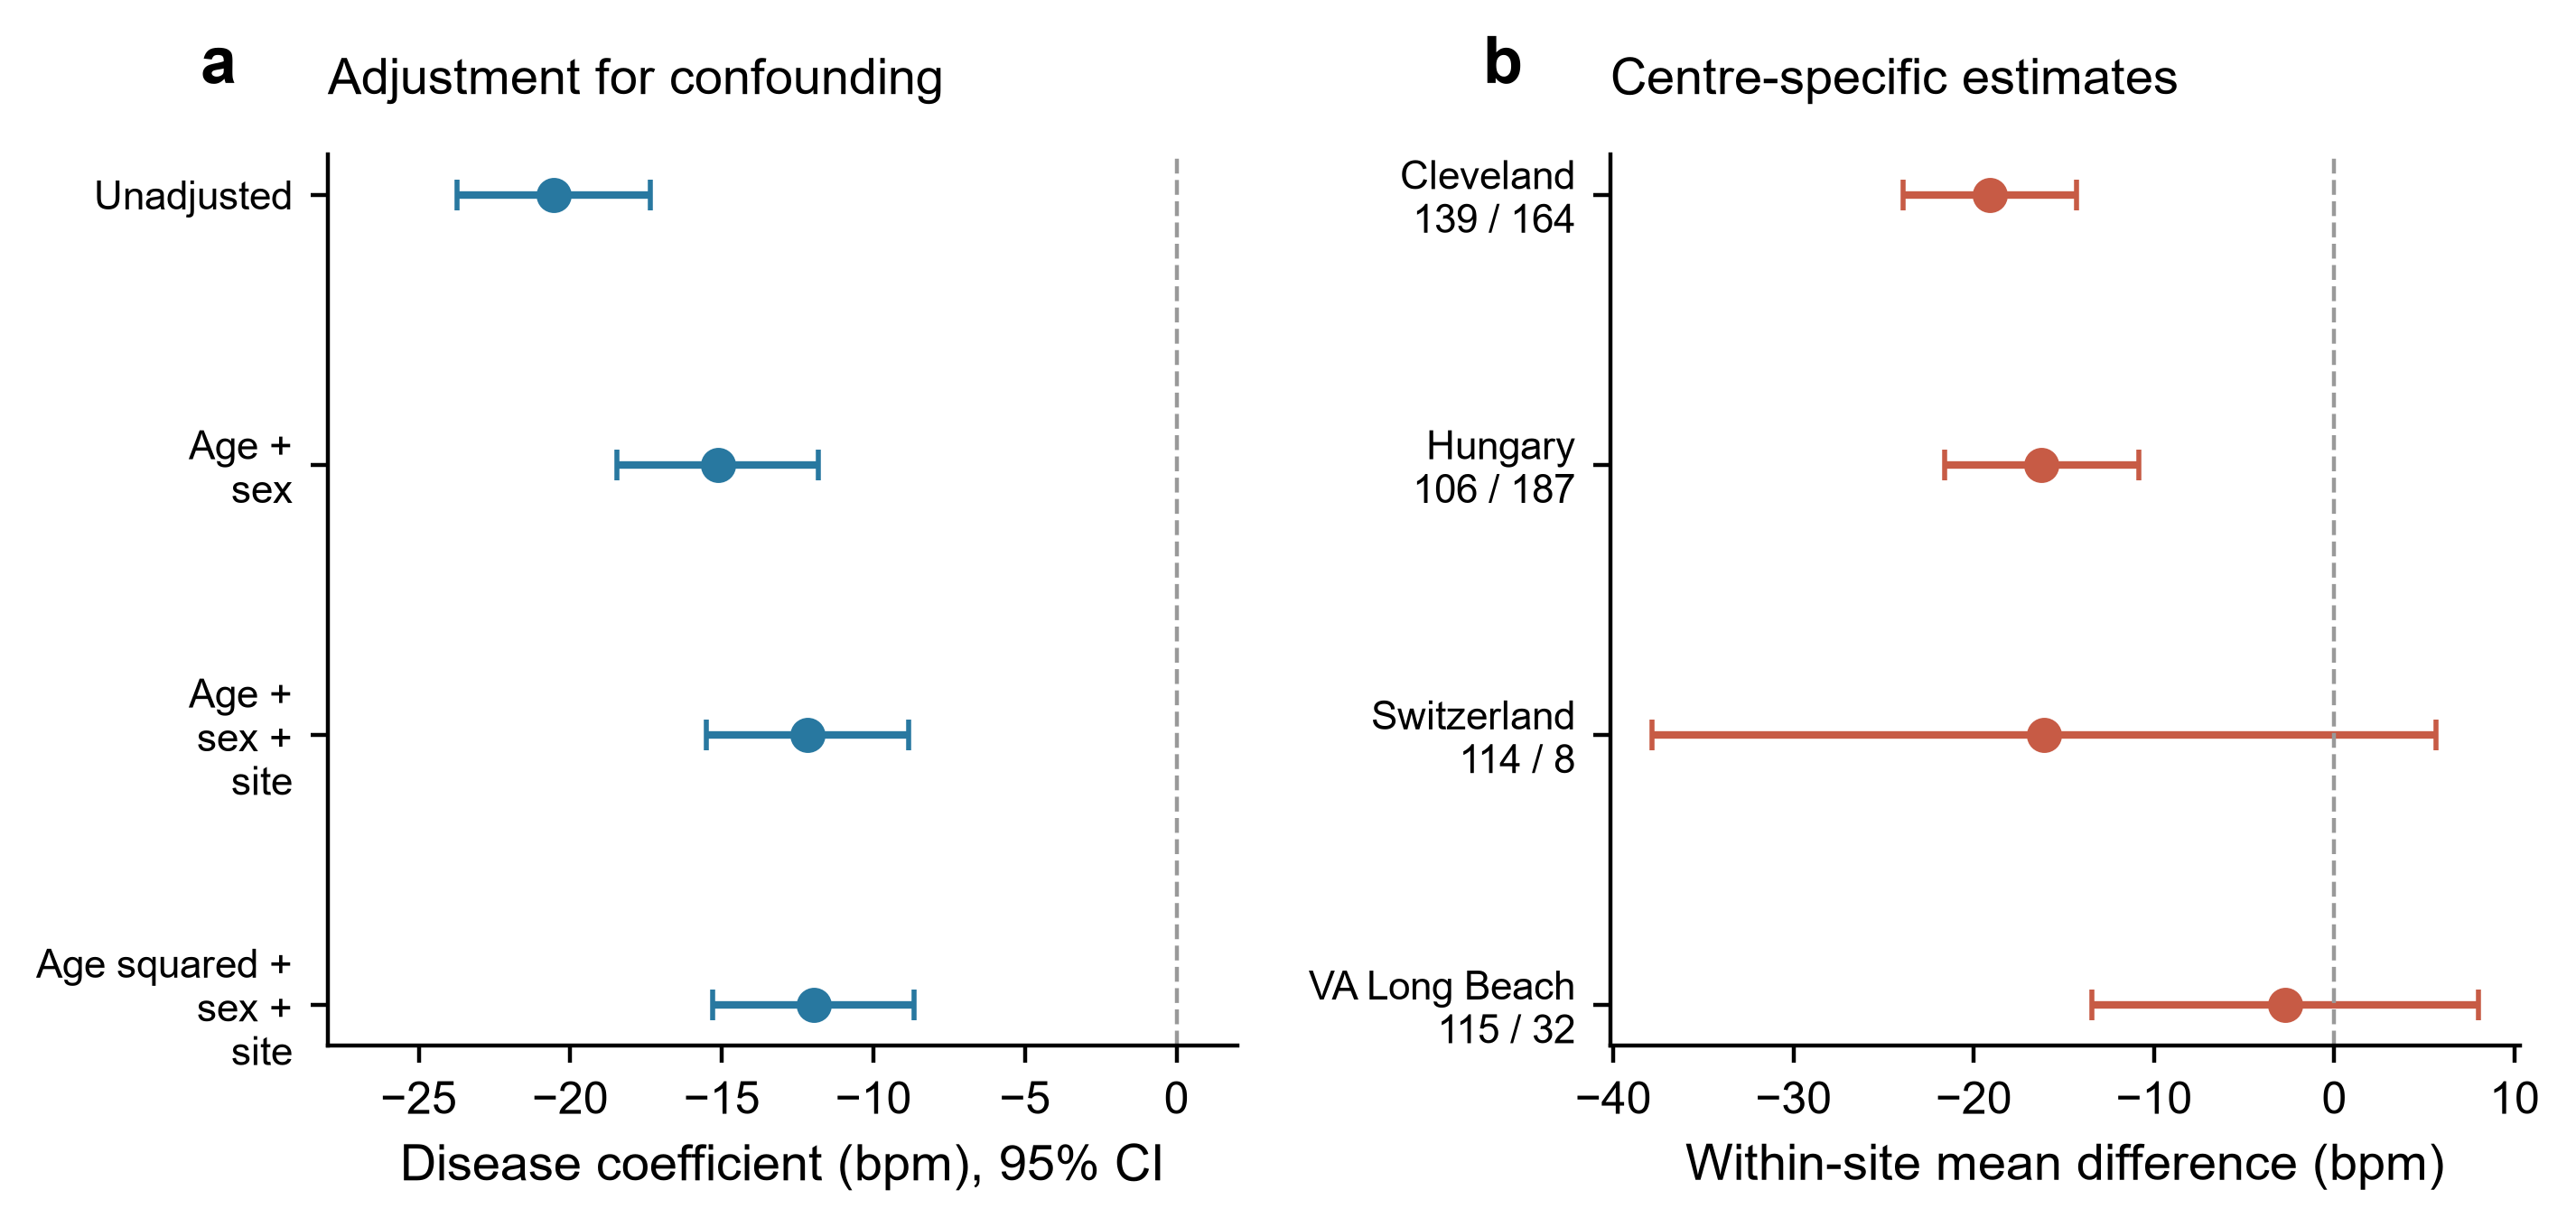 a
Adjustment for confounding
Unadjusted
Age +
sex
Age +
sex +
site
Age squared +
sex +
site
−25
−20
−15
−10
−5
0
Disease coefficient (bpm), 95% CI
b
Centre-specific estimates
Cleveland
139 / 164
Hungary
106 / 187
Switzerland
114 / 8
VA Long Beach
115 / 32
−40
−30
−20
−10
0
10
Within-site mean difference (bpm)